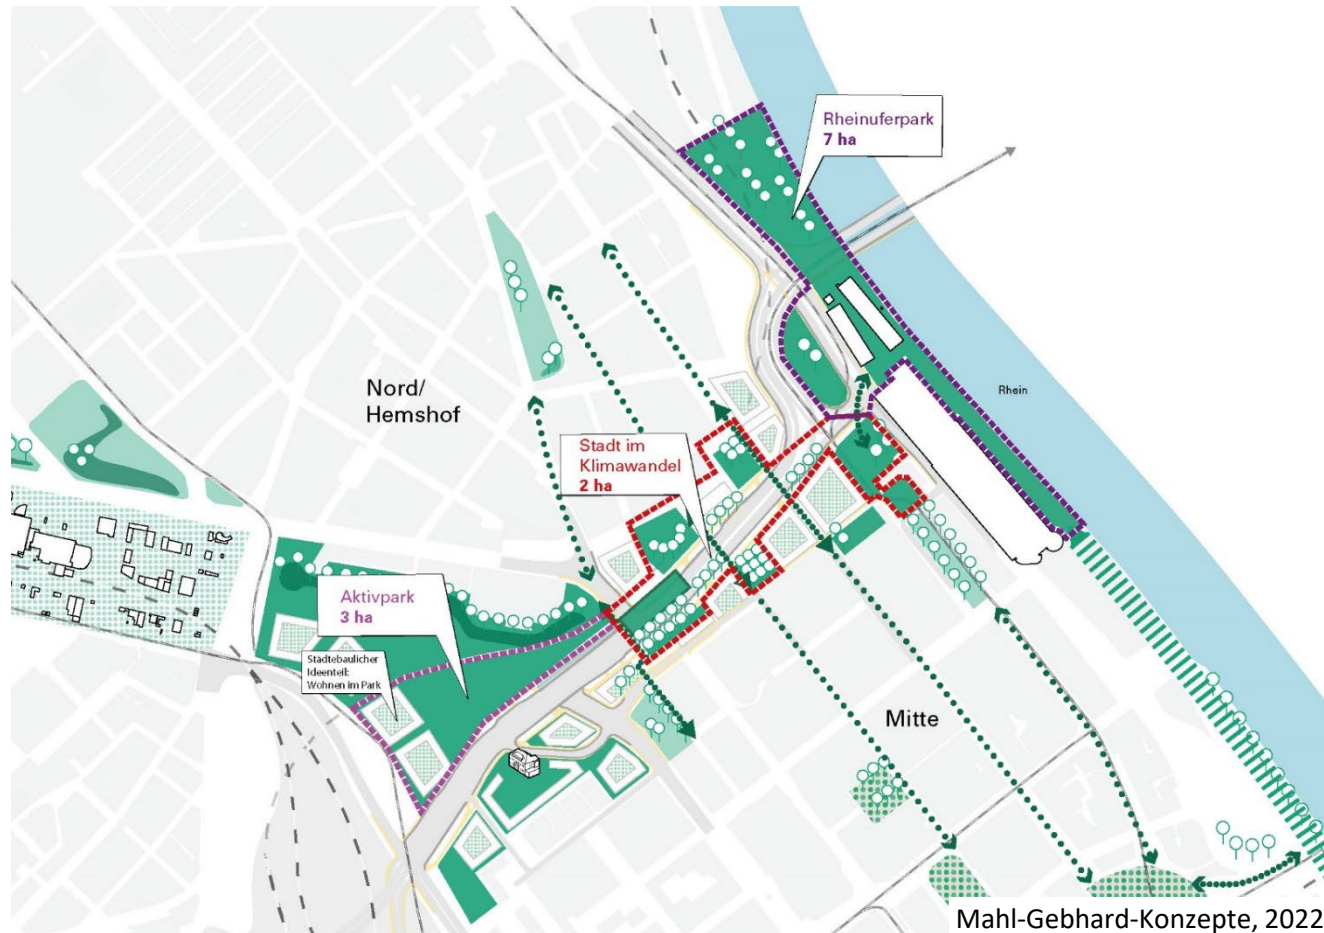 Rheinuferpark
7 ha
Rhein
Nord/
Hemshof
Stadt im
Klimawandel
2 ha
Aktivpark
3 ha
Städtebaulicher
Ideenteil:
Wohnen im Park
Mitte
Mahl-Gebhard-Konzepte, 2022